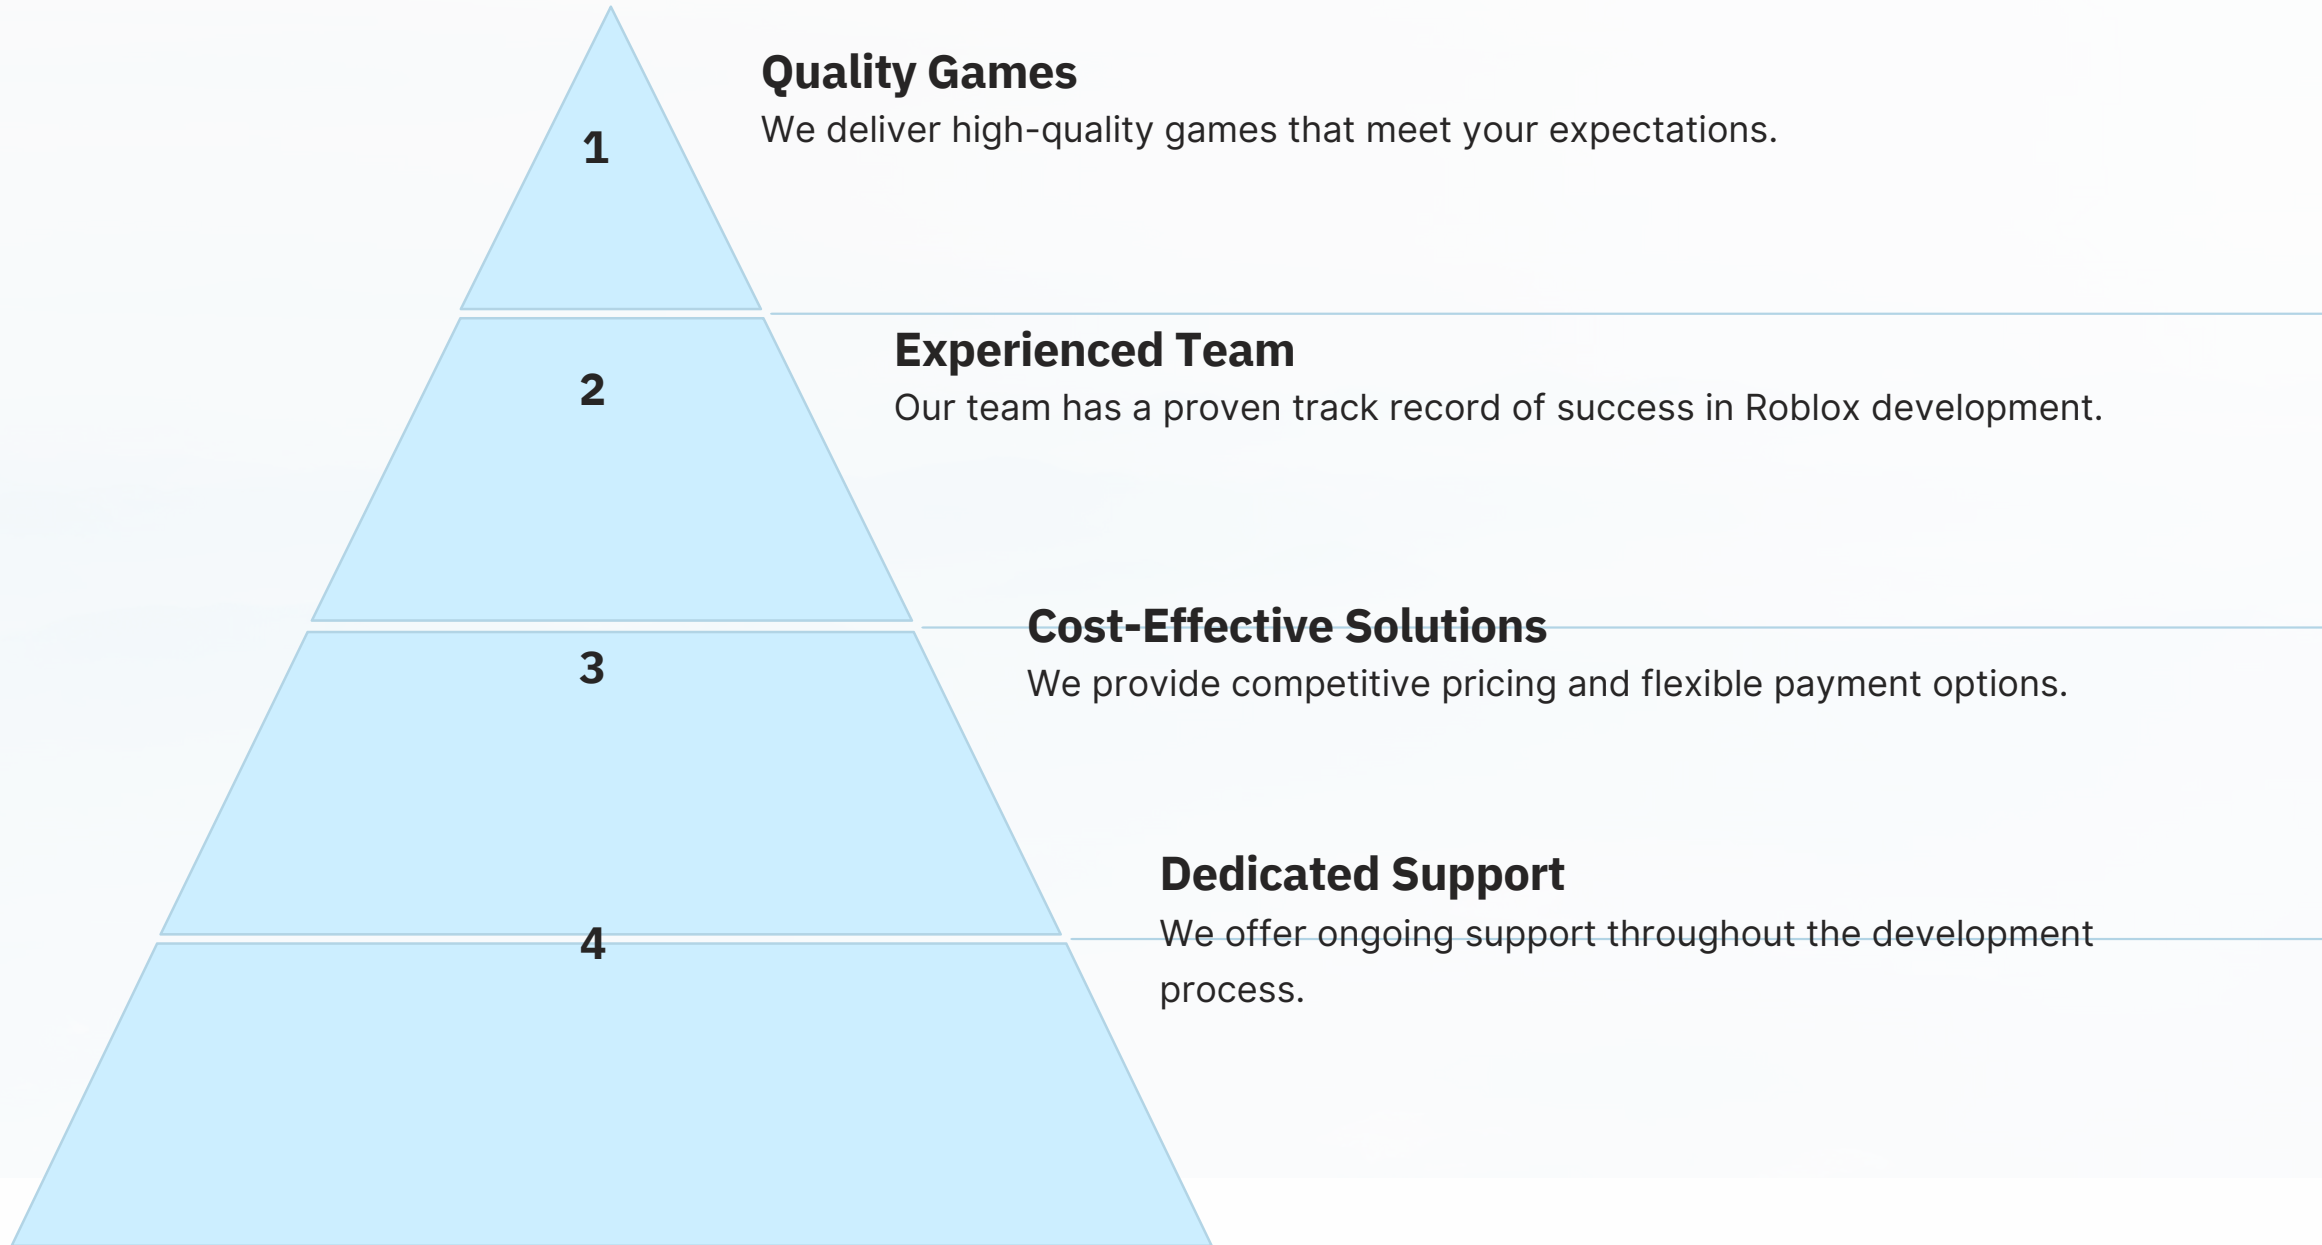 1
Quality Games
We deliver high-quality games that meet your expectations.
2
Experienced Team
Our team has a proven track record of success in Roblox development.
3
Cost-Effective Solutions
We provide competitive pricing and flexible payment options.
4
Dedicated Support
We offer ongoing support throughout the development
process.